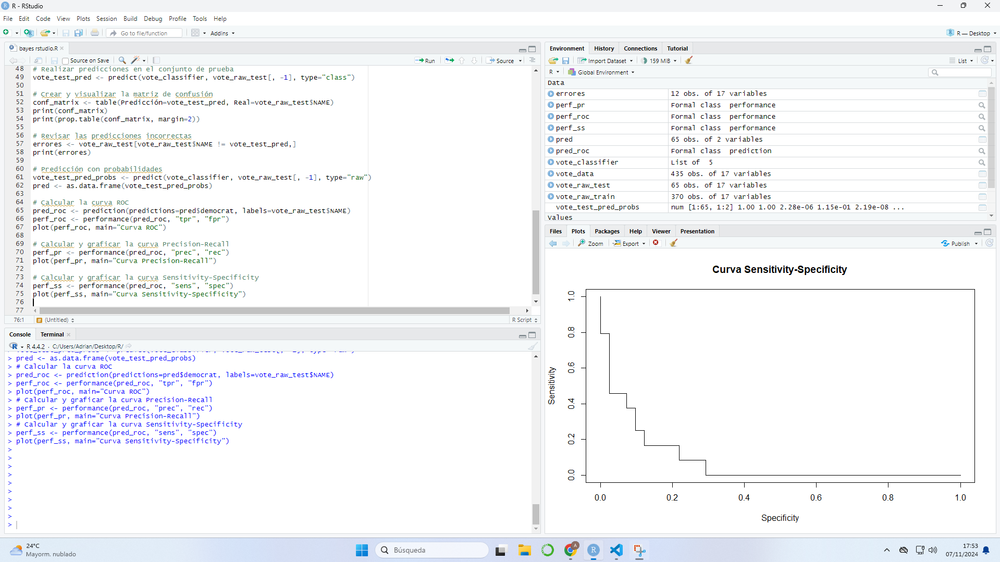 R - RStudio
File Edit Code View Plots Session Build Debug Profile Tools Help
Go to file/function Addins R — Desktop
bayes rstudio.R
Source on Save Run Source
48 # Realizar predicciones en el conjunto de prueba
49 vote_test_pred <- predict(vote_classifier, vote_raw_test[, -1], type="class")
50
51 # Crear y visualizar la matriz de confusión
52 conf_matrix <- table(Predicción=vote_test_pred, Real=vote_raw_test$NAME)
53 print(conf_matrix)
54 print(prop.table(conf_matrix, margin=2))
55
56 # Revisar las predicciones incorrectas
57 errores <- vote_raw_test[vote_raw_test$NAME != vote_test_pred,]
58 print(errores)
59
60 # Predicción con probabilidades
61 vote_test_pred_probs <- predict(vote_classifier, vote_raw_test[, -1], type="raw")
62 pred <- as.data.frame(vote_test_pred_probs)
63
64 # Calcular la curva ROC
65 pred_roc <- prediction(predictions=pred$democrat, labels=vote_raw_test$NAME)
66 perf_roc <- performance(pred_roc, "tpr", "fpr")
67 plot(perf_roc, main="Curva ROC")
68
69 # Calcular y graficar la curva Precision-Recall
70 perf_pr <- performance(pred_roc, "prec", "rec")
71 plot(perf_pr, main="Curva Precision-Recall")
72
73 # Calcular y graficar la curva Sensitivity-Specificity
74 perf_ss <- performance(pred_roc, "sens", "spec")
75 plot(perf_ss, main="Curva Sensitivity-Specificity")
76
77
76:1 # (Untitled) R Script
Console Terminal
R R 4.4.2 · C:/Users/Adrian/Desktop/R/
> pred <- as.data.frame(vote_test_pred_probs)
> # Calcular la curva ROC
> pred_roc <- prediction(predictions=pred$democrat, labels=vote_raw_test$NAME)
> perf_roc <- performance(pred_roc, "tpr", "fpr")
> plot(perf_roc, main="Curva ROC")
> # Calcular y graficar la curva Precision-Recall
> perf_pr <- performance(pred_roc, "prec", "rec")
> plot(perf_pr, main="Curva Precision-Recall")
> # Calcular y graficar la curva Sensitivity-Specificity
> perf_ss <- performance(pred_roc, "sens", "spec")
> plot(perf_ss, main="Curva Sensitivity-Specificity")
>
>
>
>
>
>
>
>
>
>
Environment History Connections Tutorial
Import Dataset 159 MiB List
R Global Environment
Data
errores 12 obs. of 17 variables
perf_pr Formal class performance
perf_roc Formal class performance
perf_ss Formal class performance
pred 65 obs. of 2 variables
pred_roc Formal class prediction
vote_classifier List of 5
vote_data 435 obs. of 17 variables
vote_raw_test 65 obs. of 17 variables
vote_raw_train 370 obs. of 17 variables
vote_test_pred_probs num [1:65, 1:2] 1.00 1.00 2.28e-06 1.15e-01 2.19e-08 ...
Values
Files Plots Packages Help Viewer Presentation
Zoom Export Publish
Curva Sensitivity-Specificity
1.0
0.8
0.6
0.4
0.2
0.0
Sensitivity
0.0 0.2 0.4 0.6 0.8 1.0
Specificity
24°C
Mayorm. nublado
Búsqueda
A
R
17:53
07/11/2024